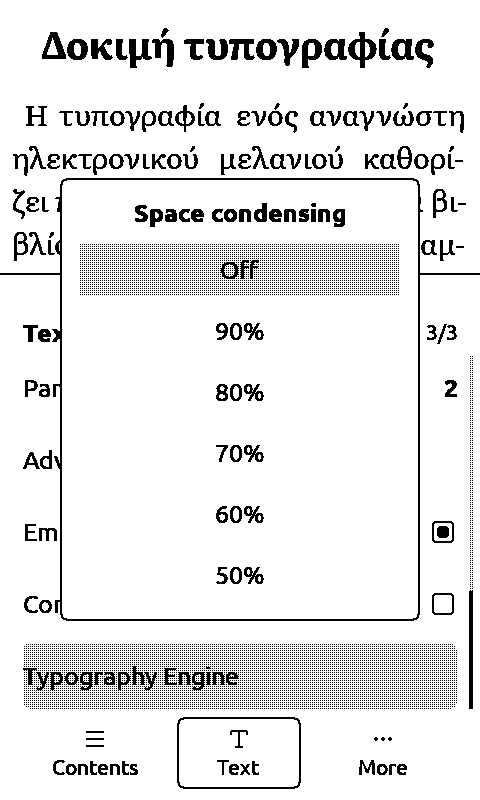 Δοκιμή τυπογραφίας
Η τυπογραφία ενός αναγνώστη
ηλεκτρονικού μελανιού καθορί-
ζει βι-
αμ-
Space condensing
Off
90%
80%
70%
60%
50%
3/3
2
Typography Engine
Contents
Text
More